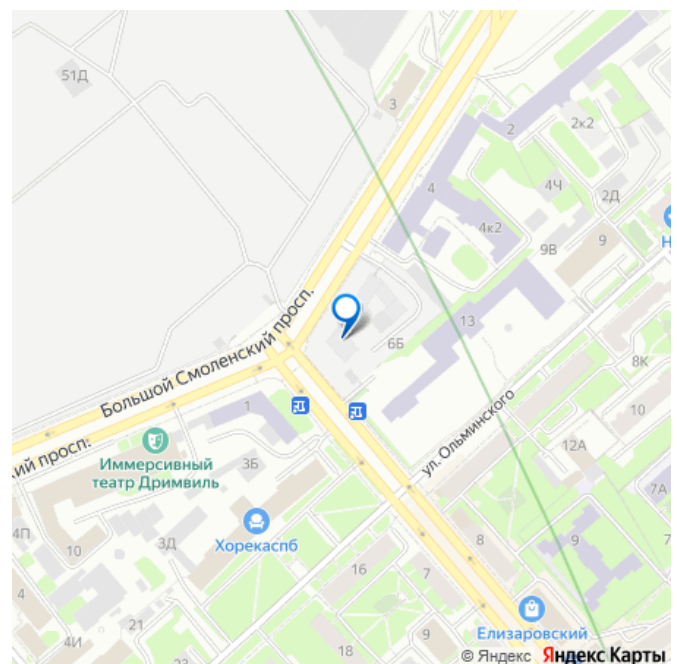 51Д
3
2
2к2
4
4Ч
2Д
4к2
9В
9
Н
Большой Смоленский просп.
6Б
13
8К
ул. Ольминского
10
1
кий просп.
Иммерсивный
театр Дримвиль
3Б
12А
7А
4П
10
3Д
Хорекаспб
8
9
7
16
7
4
21
4И
18
9
Елизаровский
© Яндекс Яндекс Карты